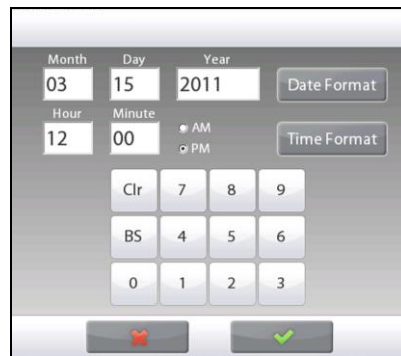 Month Day Year
03 15 2011 Date Format
Hour Minute
12 00 AM
PM
Time Format
Clr 7 8 9
BS 4 5 6
0 1 2 3